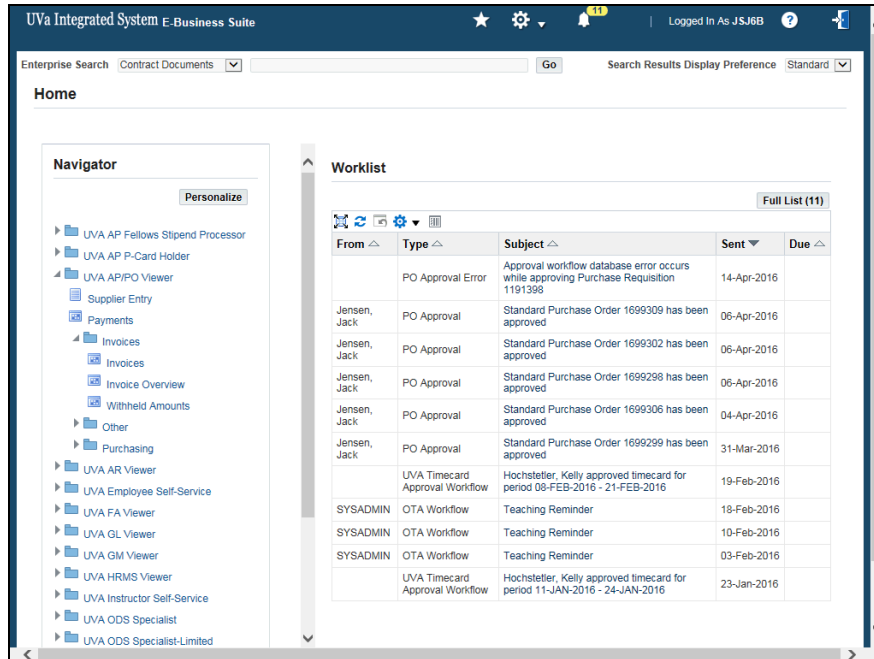 UVa Integrated System E-Business Suite
11
Logged In As JSJ6B
?
Enterprise Search Contract Documents Go Search Results Display Preference Standard
Home
Navigator
Personalize
UVA AP Fellows Stipend Processor
UVA AP P-Card Holder
UVA AP/PO Viewer
Supplier Entry
Payments
Invoices
Invoices
Invoice Overview
Withheld Amounts
Other
Purchasing
UVA AR Viewer
UVA Employee Self-Service
UVA FA Viewer
UVA GL Viewer
UVA GM Viewer
UVA HRMS Viewer
UVA Instructor Self-Service
UVA ODS Specialist
UVA ODS Specialist-Limited
Worklist
Full List (11)
From Type Subject Sent Due
Approval workflow database error occurs
PO Approval Error while approving Purchase Requisition 14-Apr-2016
1191398
Jensen, Standard Purchase Order 1699309 has been
Jack PO Approval approved 06-Apr-2016
Jensen, Standard Purchase Order 1699302 has been
Jack PO Approval approved 06-Apr-2016
Jensen, Standard Purchase Order 1699298 has been
Jack PO Approval approved 06-Apr-2016
Jensen, Standard Purchase Order 1699306 has been
Jack PO Approval approved 04-Apr-2016
Jensen, Standard Purchase Order 1699299 has been
Jack PO Approval approved 31-Mar-2016
UVA Timecard Hochstetler, Kelly approved timecard for
Approval Workflow period 08-FEB-2016 - 21-FEB-2016 19-Feb-2016
SYSADMIN OTA Workflow Teaching Reminder 18-Feb-2016
SYSADMIN OTA Workflow Teaching Reminder 10-Feb-2016
SYSADMIN OTA Workflow Teaching Reminder 03-Feb-2016
UVA Timecard Hochstetler, Kelly approved timecard for
Approval Workflow period 11-JAN-2016 - 24-JAN-2016 23-Jan-2016